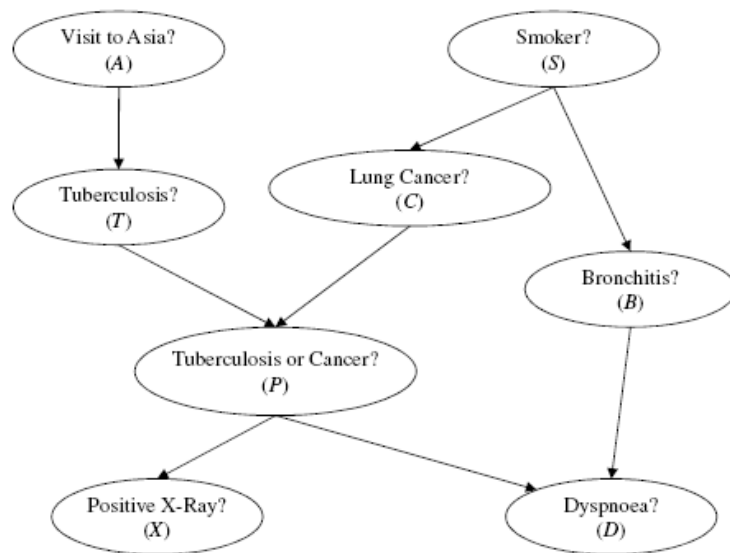 Visit to Asia?
(A)
Smoker?
(S)
Tuberculosis?
(T)
Lung Cancer?
(C)
Bronchitis?
(B)
Tuberculosis or Cancer?
(P)
Positive X-Ray?
(X)
Dyspnoea?
(D)